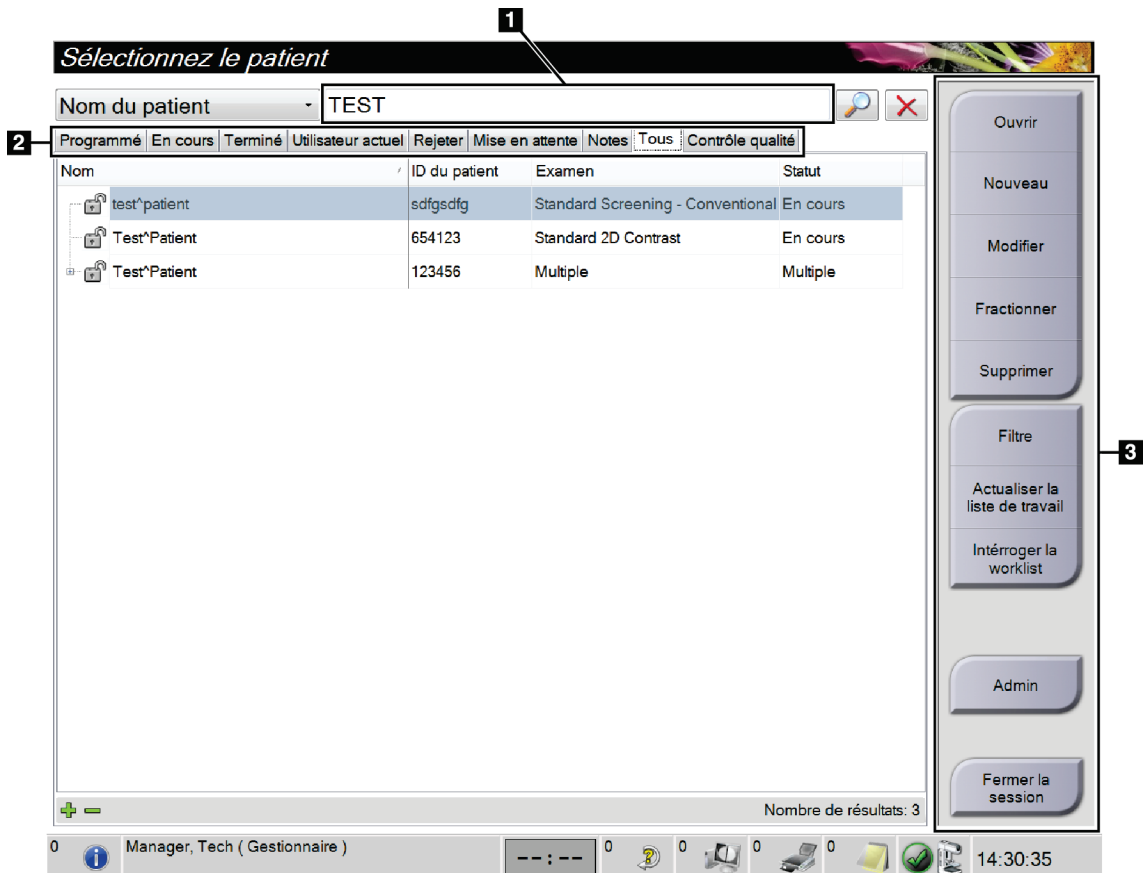 1
Sélectionnez le patient
Nom du patient TEST
2
Programmé En cours Terminé Utilisateur actuel Rejeter Mise en attente Notes Tous Contrôle qualité
Nom ID du patient Examen Statut
test^patient sdfgsdfg Standard Screening - Conventional En cours
Test^Patient 654123 Standard 2D Contrast En cours
Test^Patient 123456 Multiple Multiple
Nombre de résultats: 3
Ouvrir
Nouveau
Modifier
Fractionner
Supprimer
Filtre
3
Actualiser la
liste de travail
Intérroger la
worklist
Admin
Fermer la
session
0 Manager, Tech ( Gestionnaire ) --:-- 0 0 0 0 14:30:35